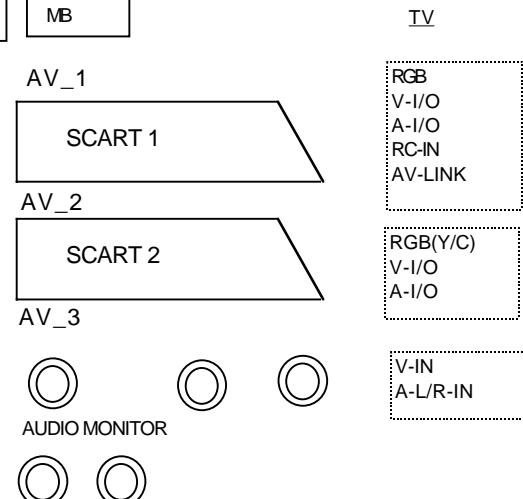 MB
TV
AV_1
SCART 1
RGB
V-I/O
A-I/O
RC-IN
AV-LINK
AV_2
SCART 2
RGB(Y/C)
V-I/O
A-I/O
AV_3
V-IN
A-L/R-IN
AUDIO MONITOR